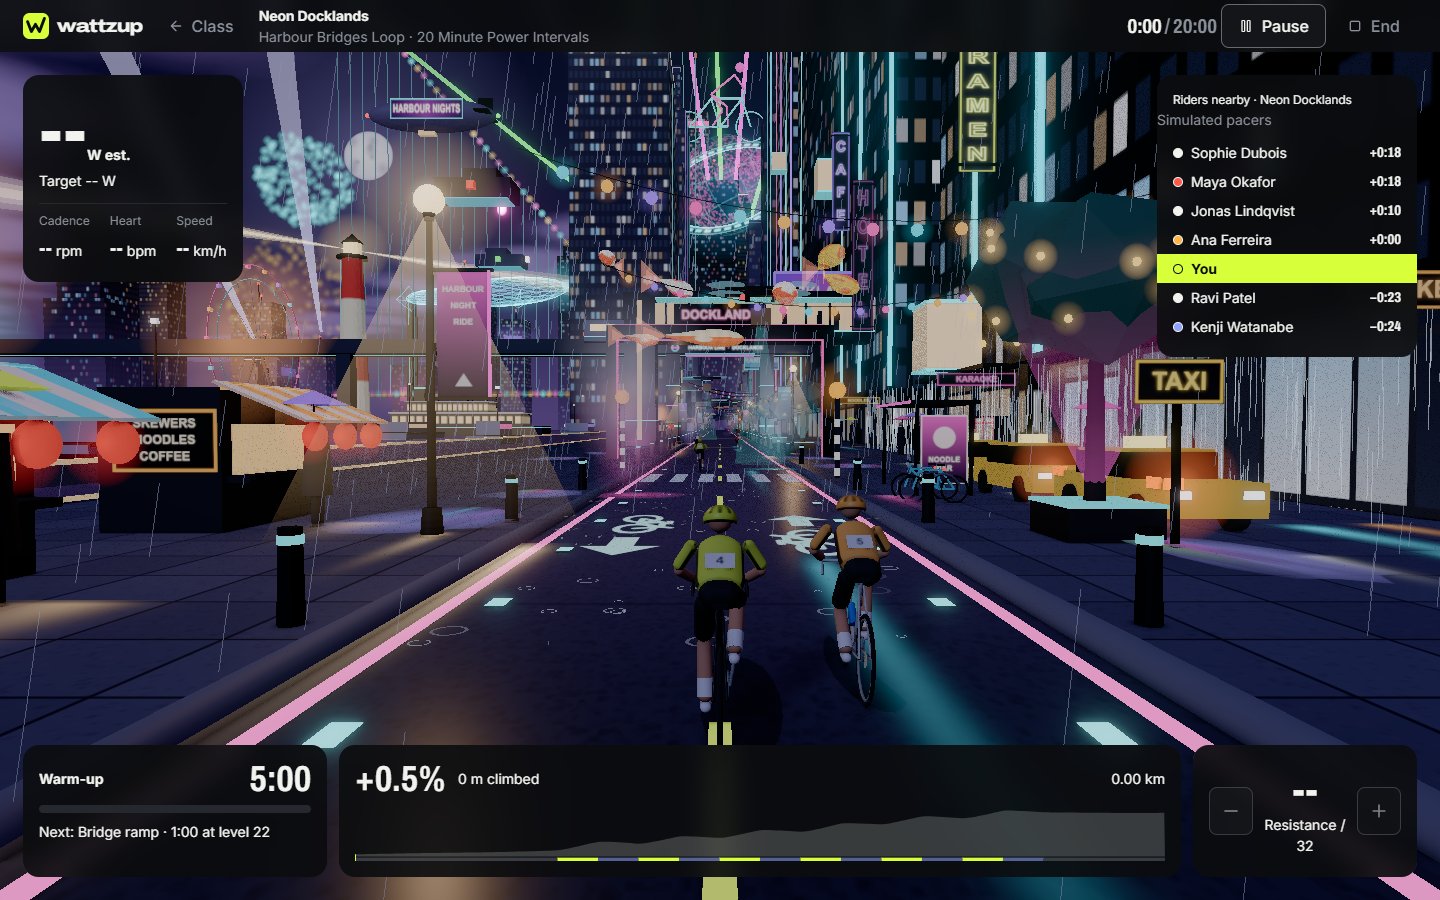 wattzup
Class
Neon Docklands
Harbour Bridges Loop · 20 Minute Power Intervals
0:00 / 20:00
Pause
End
-- W est.
Target -- W
Cadence Heart Speed
-- rpm -- bpm -- km/h
Riders nearby · Neon Docklands
Simulated pacers
Sophie Dubois +0:18
Maya Okafor +0:18
Jonas Lindqvist +0:10
Ana Ferreira +0:00
You
Ravi Patel −0:23
Kenji Watanabe −0:24
HARBOUR NIGHTS
RAMEN
CAFE
HOTEL
HARBOUR
NIGHT
RIDE
DOCKLAND
KARAOKE
TAXI
SKEWERS
NOODLES
COFFEE
NOODLE
BAR
4
5
Warm-up 5:00
Next: Bridge ramp · 1:00 at level 22
+0.5% 0 m climbed 0.00 km
--
Resistance /
32